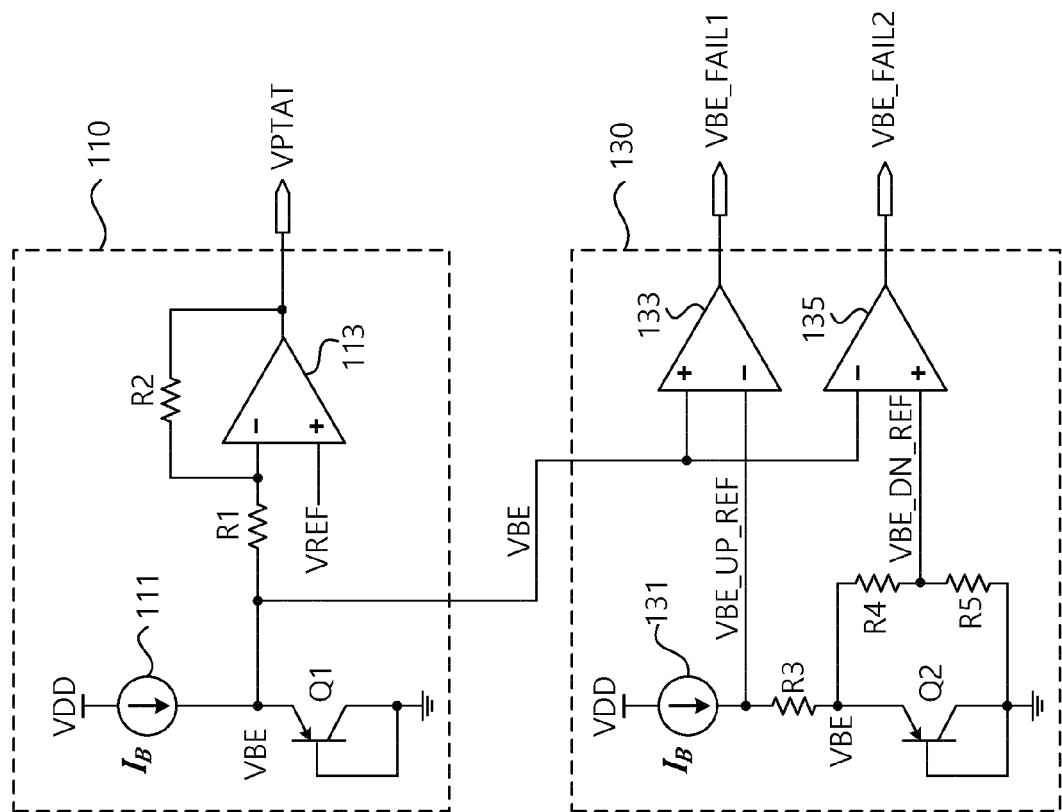 110
VDD
111
I_B
VBE
Q1
R1
R2
VREF
−
+
113
VPTAT
VBE
130
VDD
131
I_B
VBE_UP_REF
R3
VBE
Q2
R4
R5
VBE_DN_REF
+
−
133
VBE_FAIL1
−
+
135
VBE_FAIL2